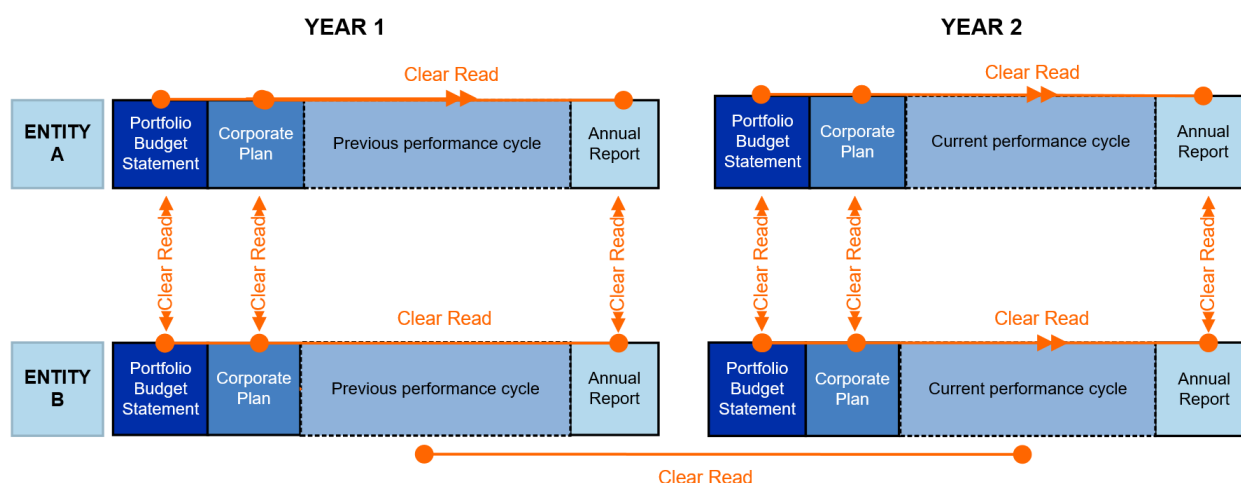 YEAR 1
YEAR 2
Clear Read
Clear Read
ENTITY
A
Portfolio
Budget
Statement
Corporate
Plan
Previous performance cycle
Annual
Report
Portfolio
Budget
Statement
Corporate
Plan
Current performance cycle
Annual
Report
Clear Read
Clear Read
Clear Read
Clear Read
Clear Read
Clear Read
Clear Read
Clear Read
ENTITY
B
Portfolio
Budget
Statement
Corporate
Plan
Previous performance cycle
Annual
Report
Portfolio
Budget
Statement
Corporate
Plan
Current performance cycle
Annual
Report
Clear Read